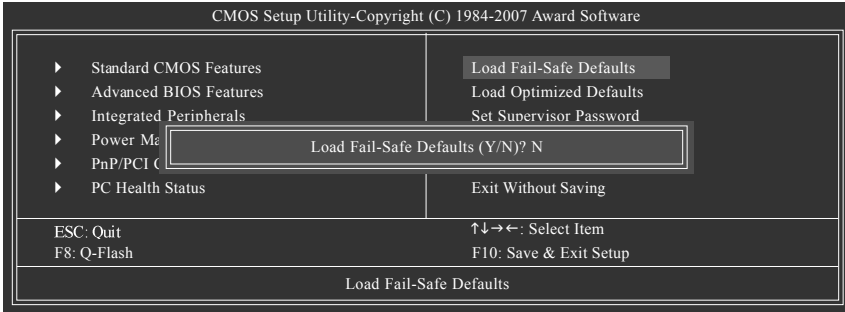 CMOS Setup Utility-Copyright (C) 1984-2007 Award Software
Standard CMOS Features
Advanced BIOS Features
Integrated Peripherals
Power Ma
PnP/PCI
PC Health Status
Load Fail-Safe Defaults
Load Optimized Defaults
Set Supervisor Password
Exit Without Saving
Load Fail-Safe Defaults (Y/N)? N
ESC: Quit
F8: Q-Flash
↑↓→←: Select Item
F10: Save & Exit Setup
Load Fail-Safe Defaults